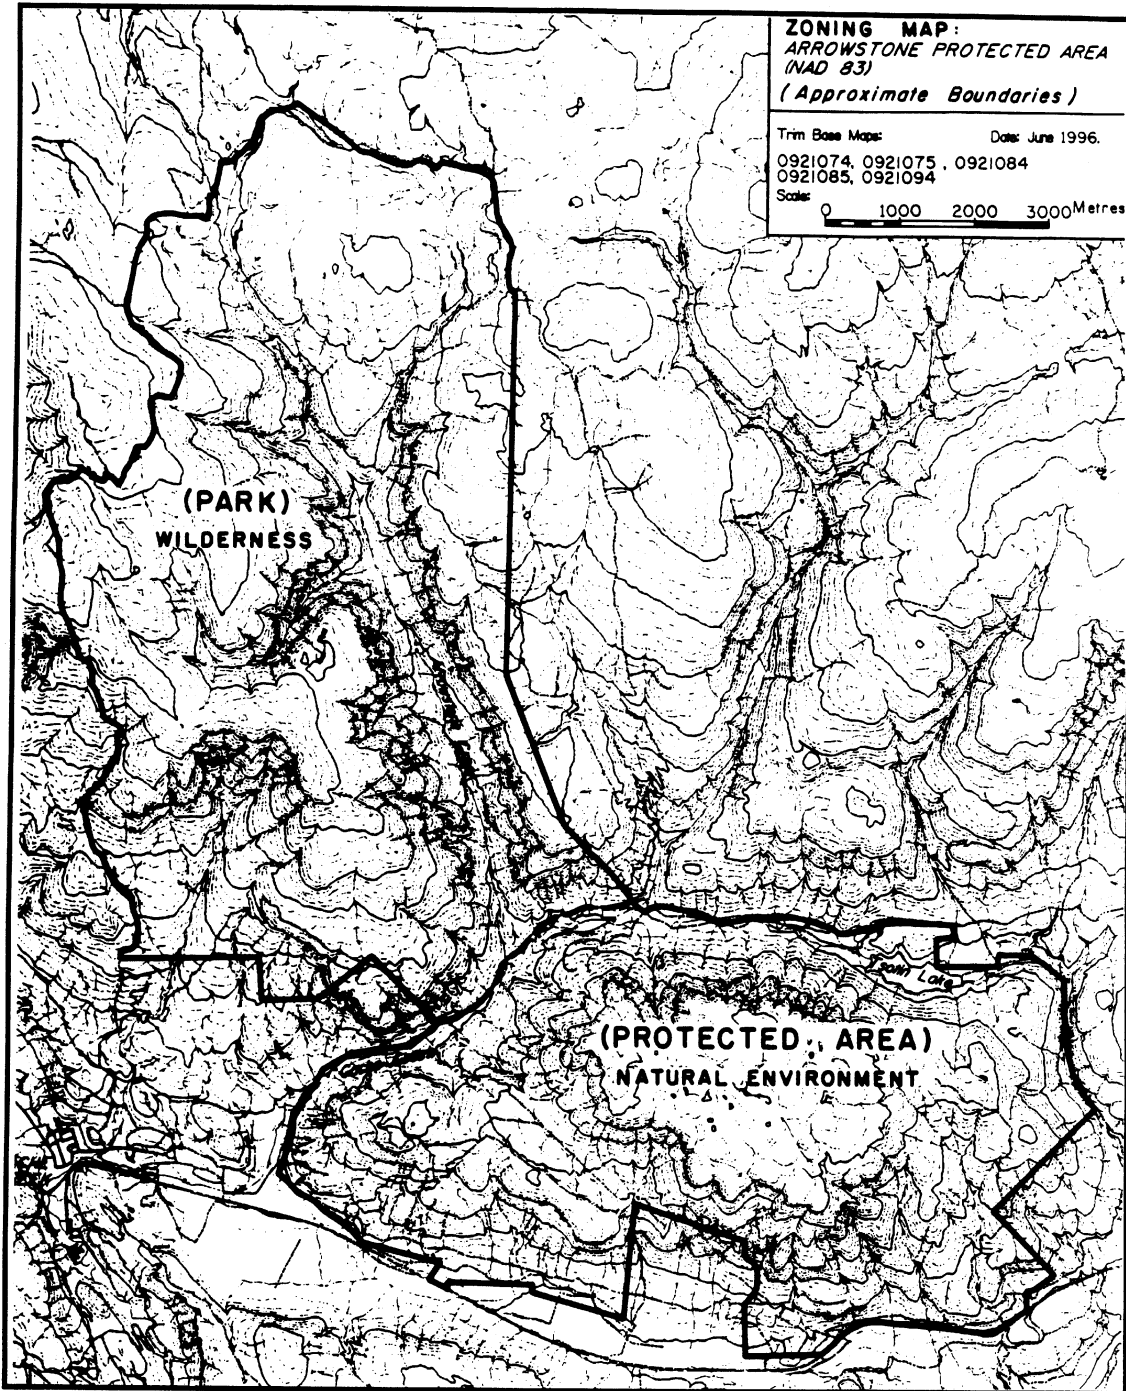 ZONING MAP:
ARROWSTONE PROTECTED AREA
(NAD 83)
(Approximate Boundaries)
Trim Base Maps: Date: June 1996.
0921074, 0921075, 0921084
0921085, 0921094
Scale:
0 1000 2000 3000 Metres
(PARK)
WILDERNESS
(PROTECTED AREA)
NATURAL ENVIRONMENT